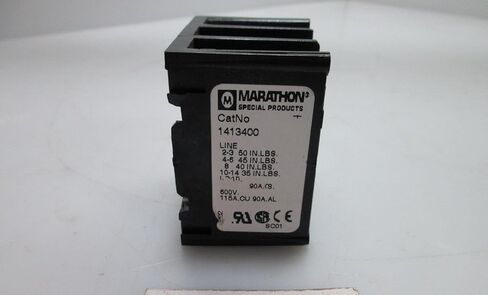 M MARATHON
SPECIAL PRODUCTS
CatNo
1413400
LINE
2-3 50 IN.LBS.
4-6 45 IN.LBS.
8 40 IN.LBS.
10-14 35 IN.LBS.
600V.
115A.CU 90A.AL
CE